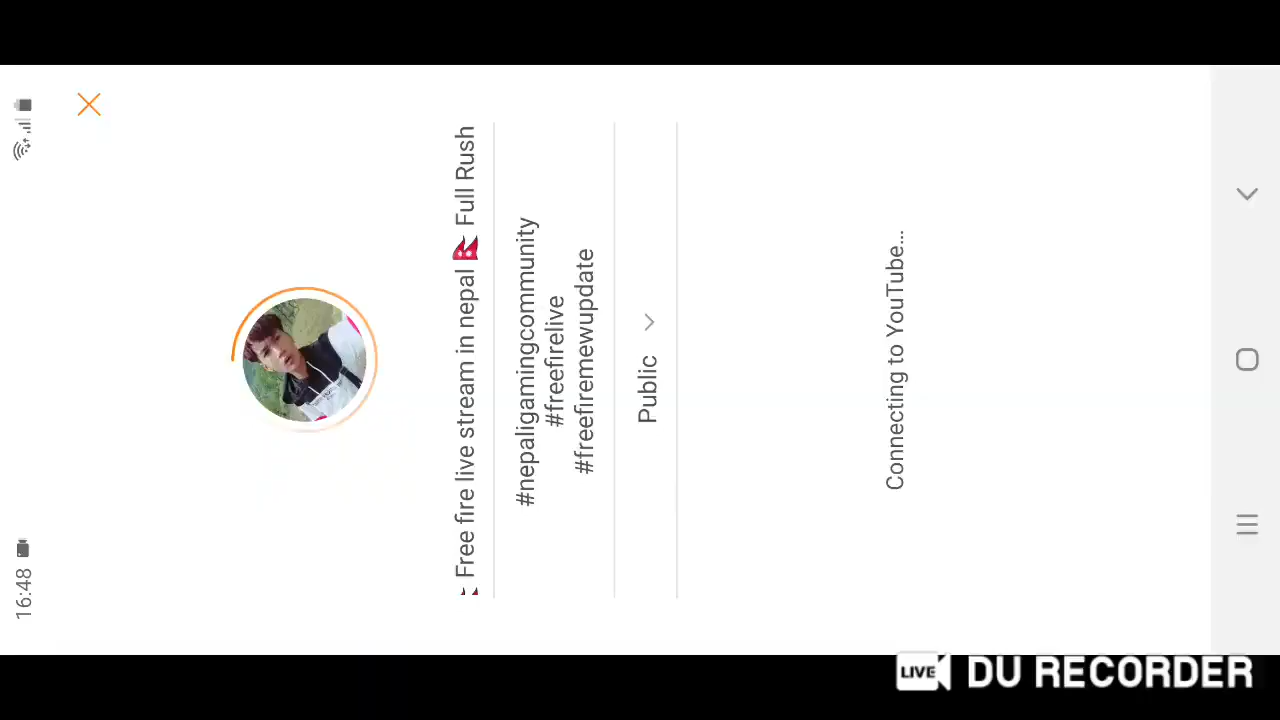 16:48
🇳🇵 Free fire live stream in nepal 🇳🇵 Full Rush
#nepaligamingcommunity
#freefirelive
#freefiremewupdate
Public
Connecting to YouTube...
LIVE DU RECORDER